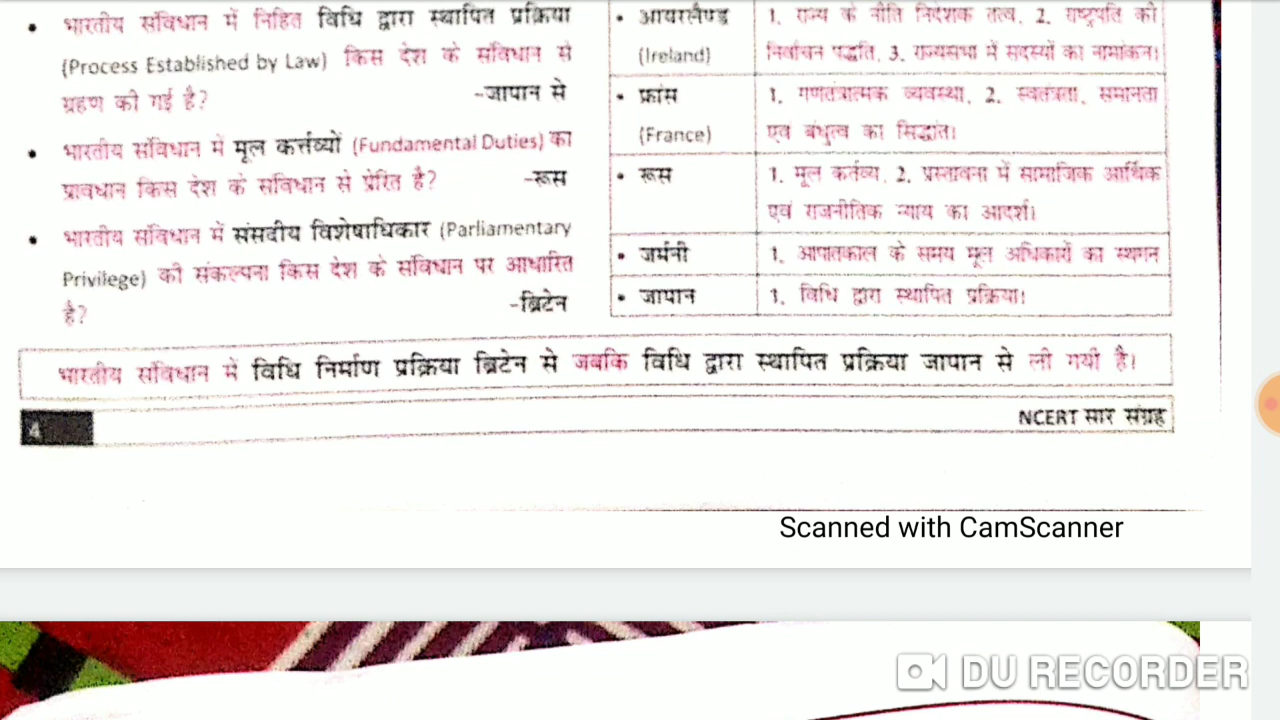 • भारतीय संविधान में निहित विधि द्वारा स्थापित प्रक्रिया
(Process Established by Law) किस देश के संविधान से
ग्रहण की गई है? -जापान से
• भारतीय संविधान में मूल कर्त्तव्यों (Fundamental Duties) का
प्रावधान किस देश के संविधान से प्रेरित है? -रूस
• भारतीय संविधान में संसदीय विशेषाधिकार (Parliamentary
Privilege) की संकल्पना किस देश के संविधान पर आधारित
है? -ब्रिटेन
• आयरलैण्ड 1. राज्य के नीति निदेशक तत्व, 2. राष्ट्रपति की
(Ireland) निर्वाचन पद्धति, 3. राज्यसभा में सदस्यों का नामांकन।
• फ्रांस 1. गणतंत्रात्मक व्यवस्था, 2. स्वतंत्रता, समानता
(France) एवं बंधुत्व का सिद्धांत।
• रूस 1. मूल कर्तव्य, 2. प्रस्तावना में सामाजिक आर्थिक
एवं राजनीतिक न्याय का आदर्श।
• जर्मनी 1. आपातकाल के समय मूल अधिकारों का स्थगन
• जापान 1. विधि द्वारा स्थापित प्रक्रिया।
भारतीय संविधान में विधि निर्माण प्रक्रिया ब्रिटेन से जबकि विधि द्वारा स्थापित प्रक्रिया जापान से ली गयी है।
4
NCERT सार संग्रह
Scanned with CamScanner
DU RECORDER